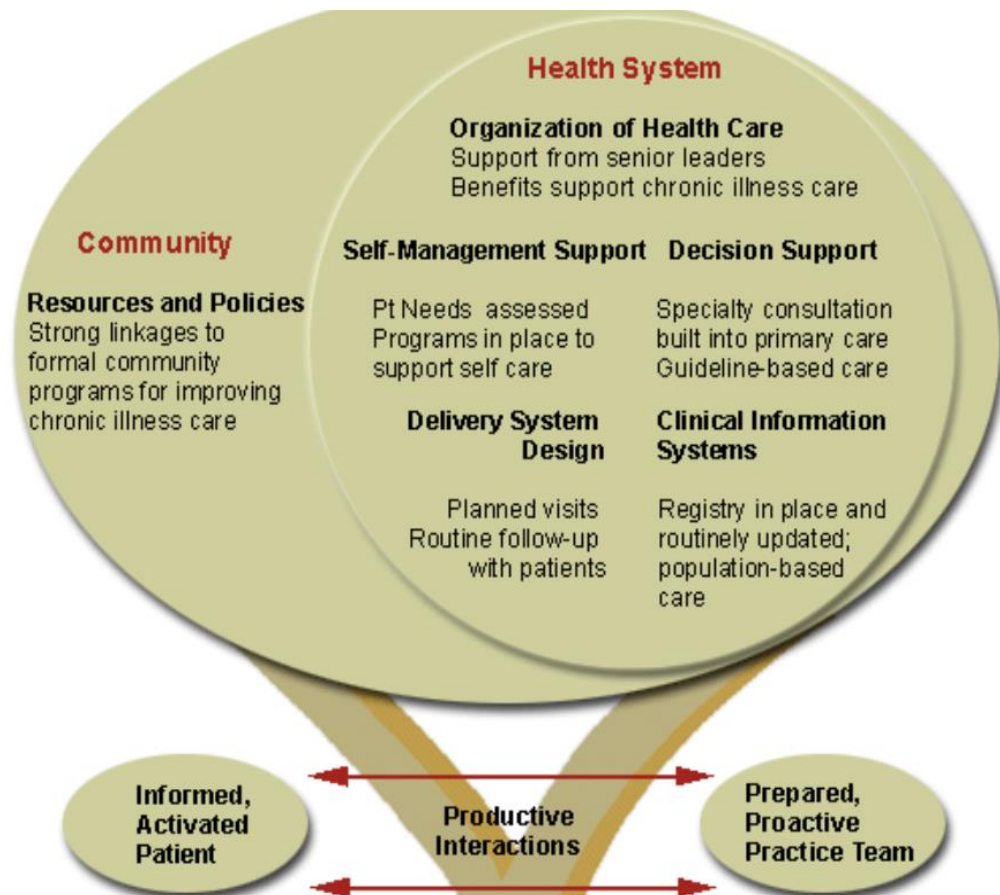 Health System
Organization of Health Care
Support from senior leaders
Benefits support chronic illness care
Community
Resources and Policies
Strong linkages to
formal community
programs for improving
chronic illness care
Self-Management Support
Pt Needs assessed
Programs in place to
support self care
Decision Support
Specialty consultation
built into primary care
Guideline-based care
Delivery System
Design
Planned visits
Routine follow-up
with patients
Clinical Information
Systems
Registry in place and
routinely updated;
population-based
care
Informed,
Activated
Patient
Productive
Interactions
Prepared,
Proactive
Practice Team